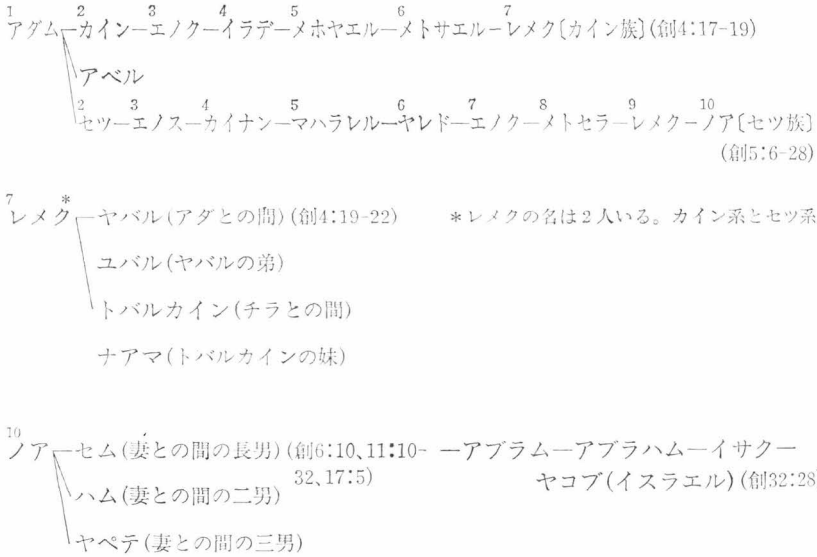 1 2 3 4 5 6 7
アダム―カイン―エノク―イラデ―メホヤエル―メトサエル―レメク〔カイン族〕(創4:17-19)
アベル
2 3 4 5 6 7 8 9 10
セツ―エノス―カイナン―マハラレル―ヤレド―エノク―メトセラ―レメク―ノア〔セツ族〕
(創5:6-28)
7 *
レメク―ヤバル(アダとの間)(創4:19-22) *レメクの名は2人いる。カイン系とセツ系
ユバル(ヤバルの弟)
トバルカイン(チラとの間)
ナアマ(トバルカインの妹)
10
ノア―セム(妻との間の長男)(創6:10、11:10- ―アブラム―アブラハム―イサク―
32、17:5) ヤコブ(イスラエル)(創32:28)
ハム(妻との間の二男)
ヤペテ(妻との間の三男)